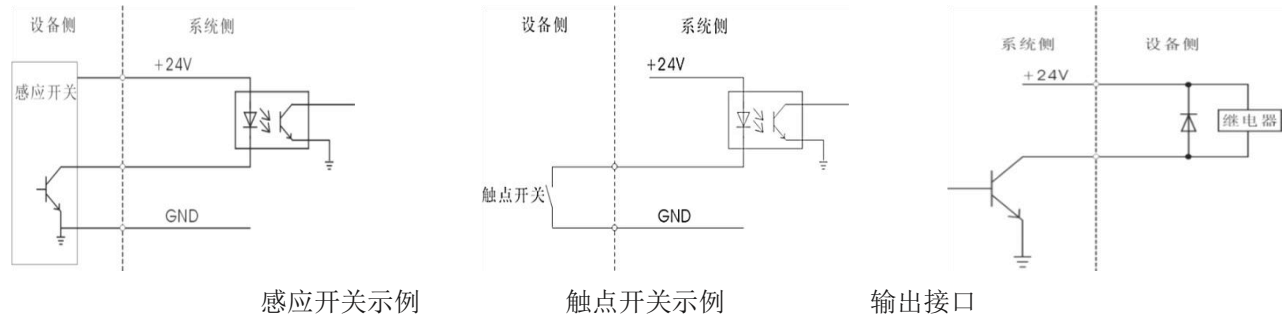 设备侧 系统侧
+24V
感应开关
GND
设备侧 系统侧
+24V
触点开关
GND
系统侧 设备侧
+24V
继电器
感应开关示例 触点开关示例 输出接口